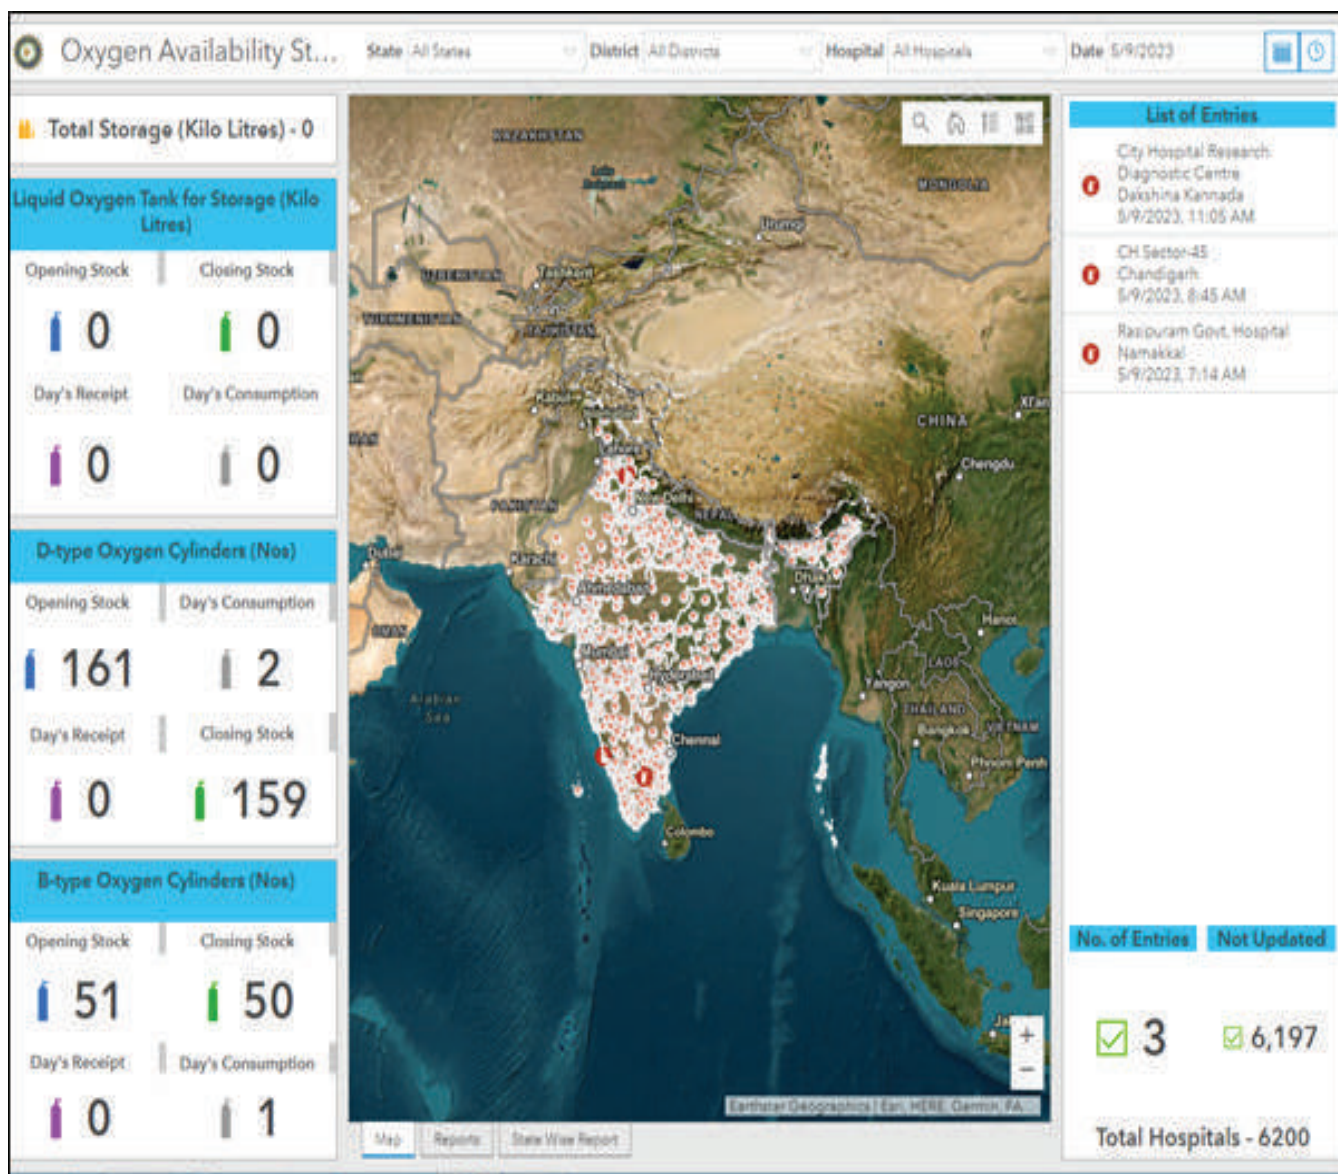 Oxygen Availability St...
State All States
District All Districts
Hospital All Hospitals
Date 5/9/2023
Total Storage (Kilo Litres) - 0
Liquid Oxygen Tank for Storage (Kilo
Litres)
Opening Stock
Closing Stock
0
0
Day's Receipt
Day's Consumption
0
0
D-type Oxygen Cylinders (Nos)
Opening Stock
Day's Consumption
161
2
Day's Receipt
Closing Stock
0
159
B-type Oxygen Cylinders (Nos)
Opening Stock
Closing Stock
51
50
Day's Receipt
Day's Consumption
0
1
KAZAKHSTAN
MONGOLIA
Urumqi
UZBEKISTAN
Tashkent
TURKMENISTAN
TAJIKISTAN
Kabul
CHINA
Xi'an
Lahore
Chengdu
New Delhi
PAKISTAN
NEPAL
Dubai
Karachi
Dhaka
Ahmedabad
OMAN
Hanoi
Mumbai
LAOS
Hyderabad
Yangon
Arabian
Sea
THAILAND
VIETNAM
Bangkok
Chennai
Phnom Penh
Colombo
Kuala Lumpur
Singapore
+
−
Earthstar Geographics | Esri, HERE, Garmin, FA...
Map
Reports
State Wise Report
List of Entries
City Hospital Research
Diagnostic Centre
Dakshina Kannada
5/9/2023, 11:05 AM
CH Sector-45
Chandigarh
5/9/2023, 8:45 AM
Rasipuram Govt. Hospital
Namakkal
5/9/2023, 7:14 AM
No. of Entries
Not Updated
3
6,197
Total Hospitals - 6200